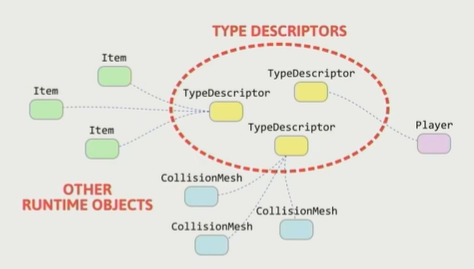 TYPE DESCRIPTORS
Item
TypeDescriptor
Item
TypeDescriptor
Item
TypeDescriptor
Player
OTHER
RUNTIME OBJECTS
CollisionMesh
CollisionMesh
CollisionMesh